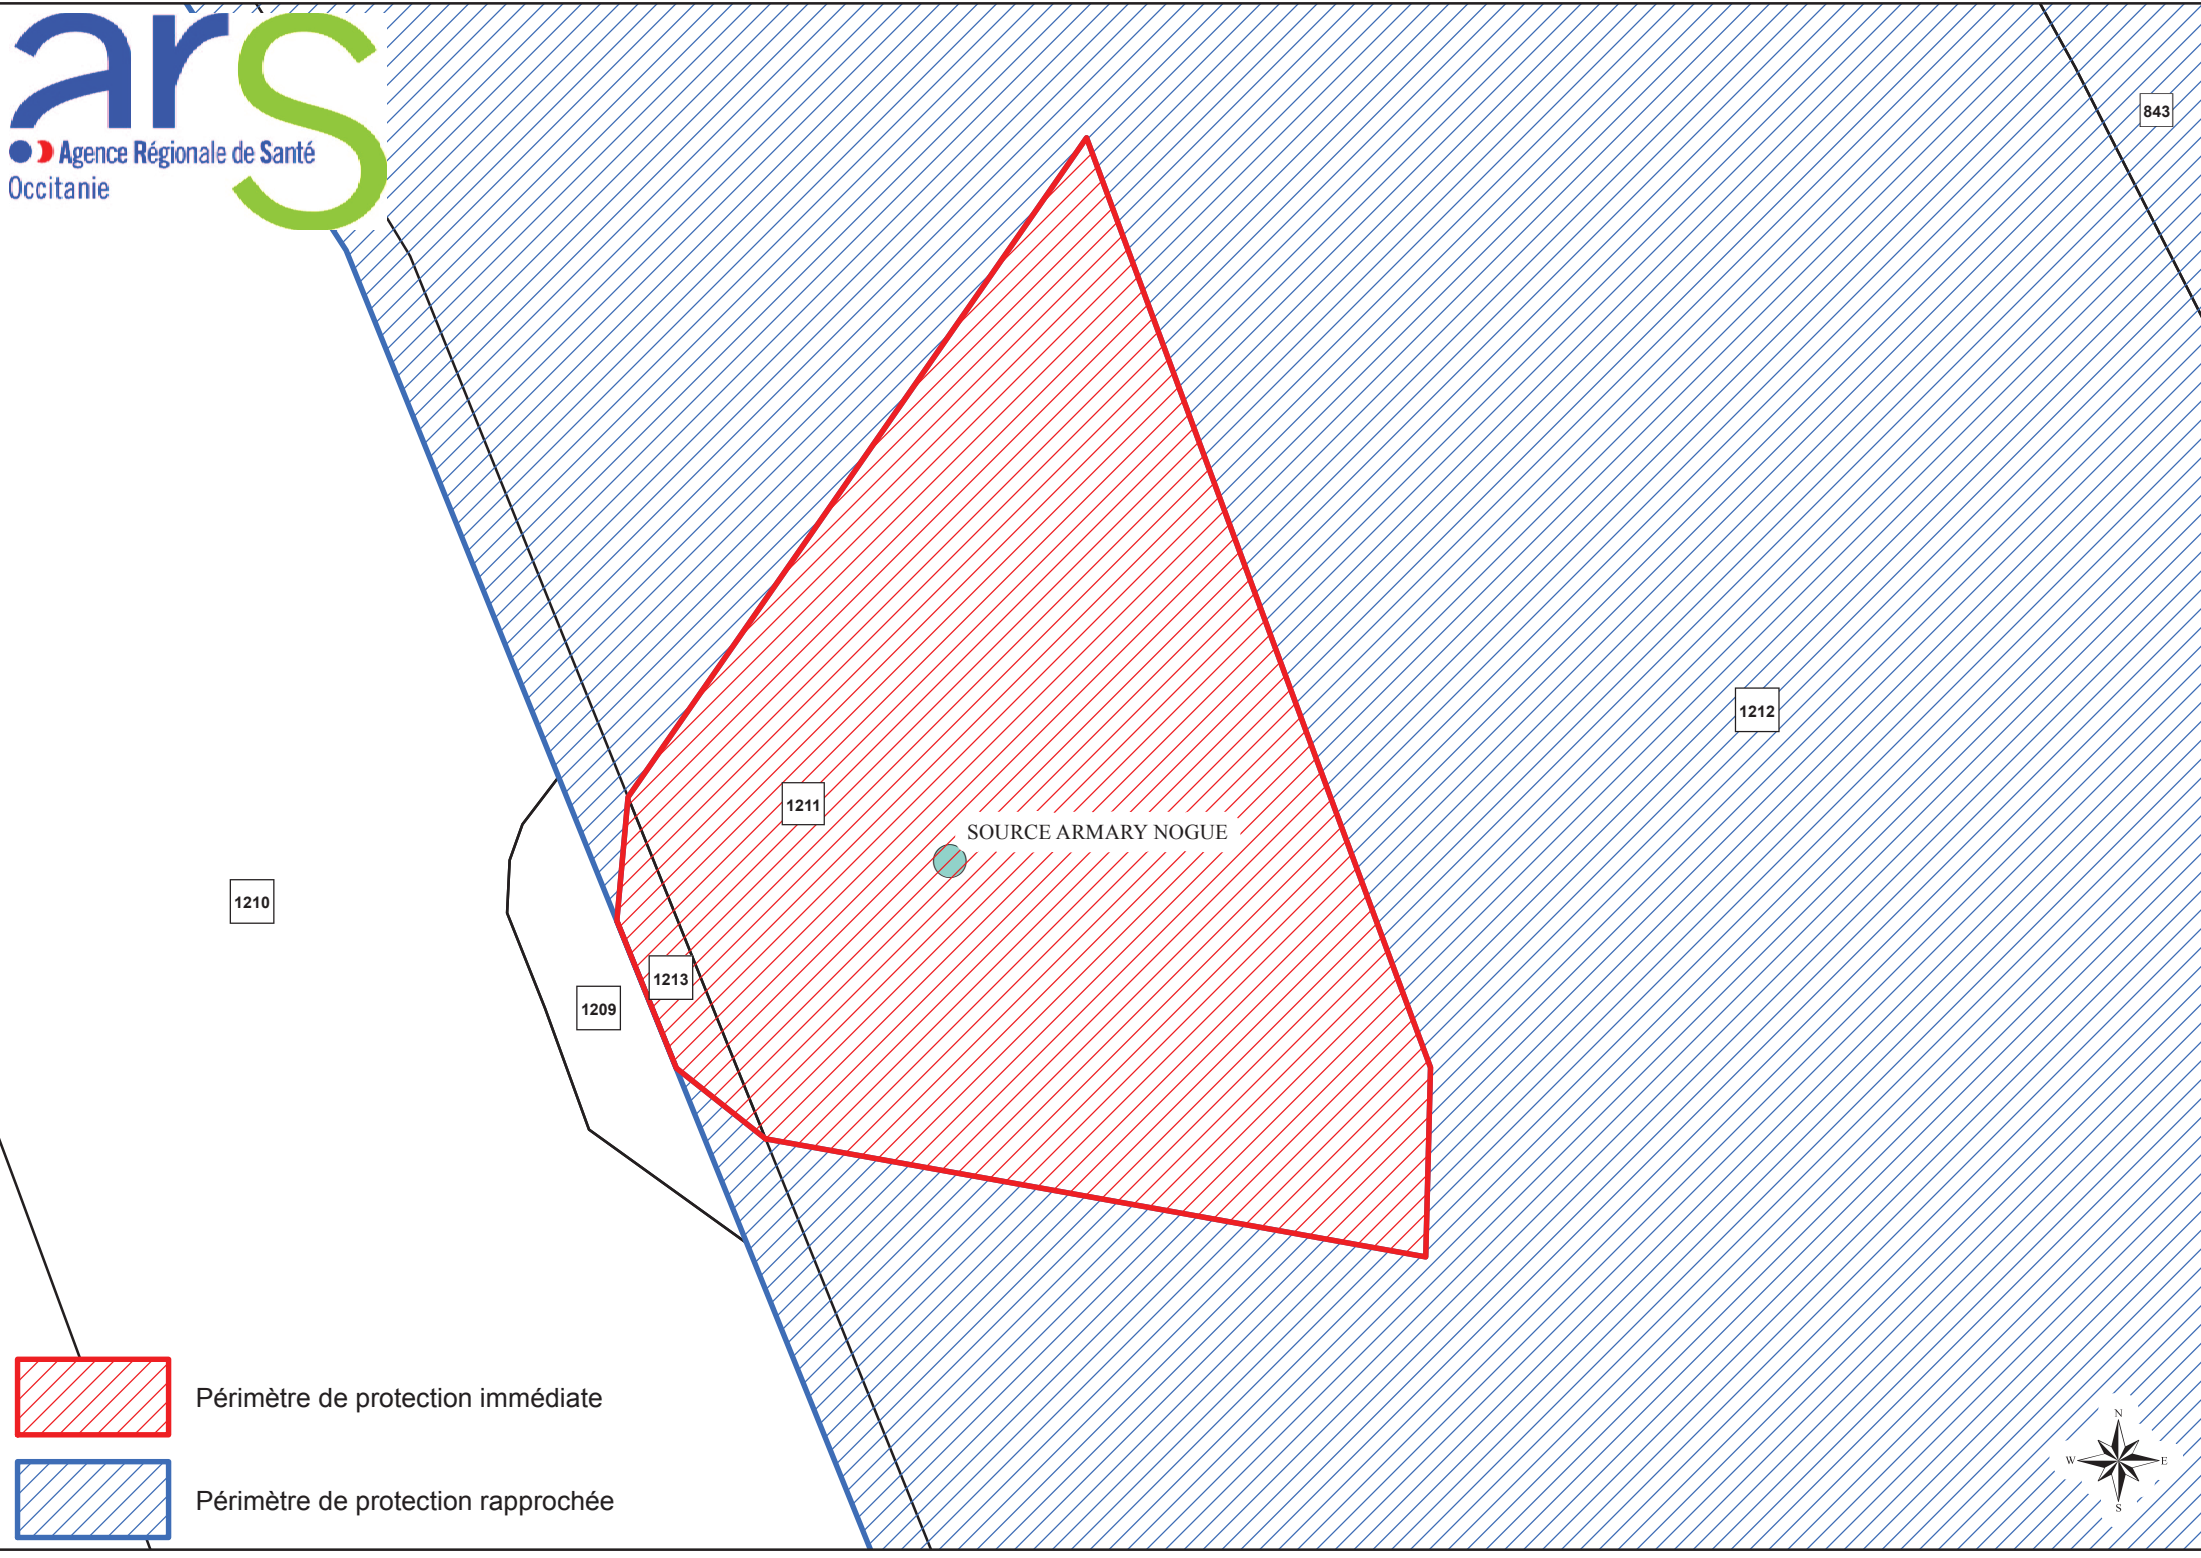 ars
Agence Régionale de Santé
Occitanie
843
1212
1211
SOURCE ARMARY NOGUE
1210
1213
1209
Périmètre de protection immédiate
Périmètre de protection rapprochée
N
W E
S